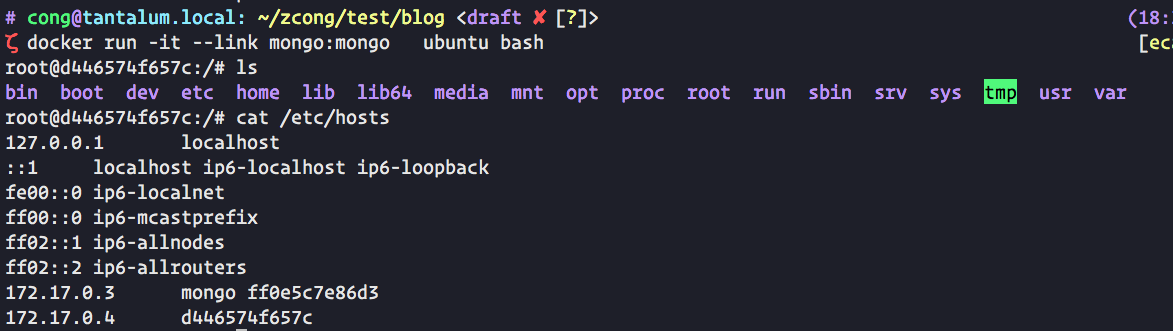 # cong@tantalum.local: ~/zcong/test/blog <draft ✘ [?]> (18:
ζ docker run -it --link mongo:mongo   ubuntu bash [ec
root@d446574f657c:/# ls
bin boot dev etc home lib lib64 media mnt opt proc root run sbin srv sys tmp usr var
root@d446574f657c:/# cat /etc/hosts
127.0.0.1 localhost
::1 localhost ip6-localhost ip6-loopback
fe00::0 ip6-localnet
ff00::0 ip6-mcastprefix
ff02::1 ip6-allnodes
ff02::2 ip6-allrouters
172.17.0.3 mongo ff0e5c7e86d3
172.17.0.4 d446574f657c